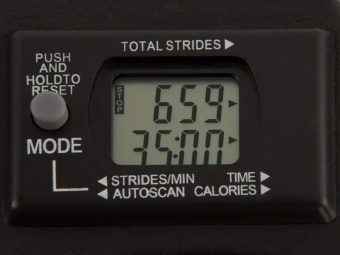 TOTAL STRIDES ▶
PUSH
AND
HOLDTO
RESET
STOP
659
35:00
MODE
◀ STRIDES/MIN TIME ▶
◀ AUTOSCAN CALORIES ▶